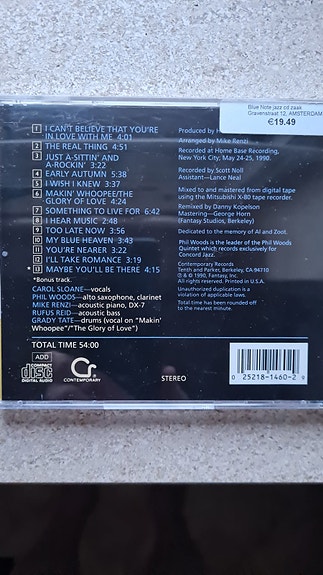 Blue Note jazz cd zaak
Gravenstraat 12, AMSTERDAM
€19.49
1 I CAN'T BELIEVE THAT YOU'RE
IN LOVE WITH ME 4:01
2 THE REAL THING 4:51
3 JUST A-SITTIN' AND
A-ROCKIN' 3:22
4 EARLY AUTUMN 5:38
5 I WISH I KNEW 3:37
6 MAKIN' WHOOPEE/THE
GLORY OF LOVE 4:24
7 SOMETHING TO LIVE FOR 6:42
8 I HEAR MUSIC 2:48
9 TOO LATE NOW 3:56
10 MY BLUE HEAVEN 3:43
11 YOU'RE NEARER 3:22
12 I'LL TAKE ROMANCE 3:19
* 13 MAYBE YOU'LL BE THERE 4:15
*Bonus track.
CAROL SLOANE—vocals
PHIL WOODS—alto saxophone, clarinet
MIKE RENZI—acoustic piano, DX-7
RUFUS REID—acoustic bass
GRADY TATE—drums (vocal on "Makin'
Whoopee"/"The Glory of Love")
TOTAL TIME 54:00
Produced by
Arranged by Mike Renzi
Recorded at Home Base Recording,
New York City; May 24-25, 1990.
Recorded by Scott Noll
Assistant—Lance Neal
Mixed to and mastered from digital tape
using the Mitsubishi X-80 tape recorder.
Remixed by Danny Kopelson
Mastering—George Horn
(Fantasy Studios, Berkeley)
Dedicated to the memory of Al and Zoot.
Phil Woods is the leader of the Phil Woods
Quintet which records exclusively for
Concord Jazz.
Contemporary Records
Tenth and Parker, Berkeley, CA 94710
℗ © 1990, Fantasy, Inc.
All rights reserved. Printed in U.S.A.
Unauthorized duplication is a
violation of applicable laws.
Total time has been rounded off
to the nearest minute.
ADD
COMPACT
disc
DIGITAL AUDIO
CR
CONTEMPORARY
STEREO
0 25218-1460-2 9